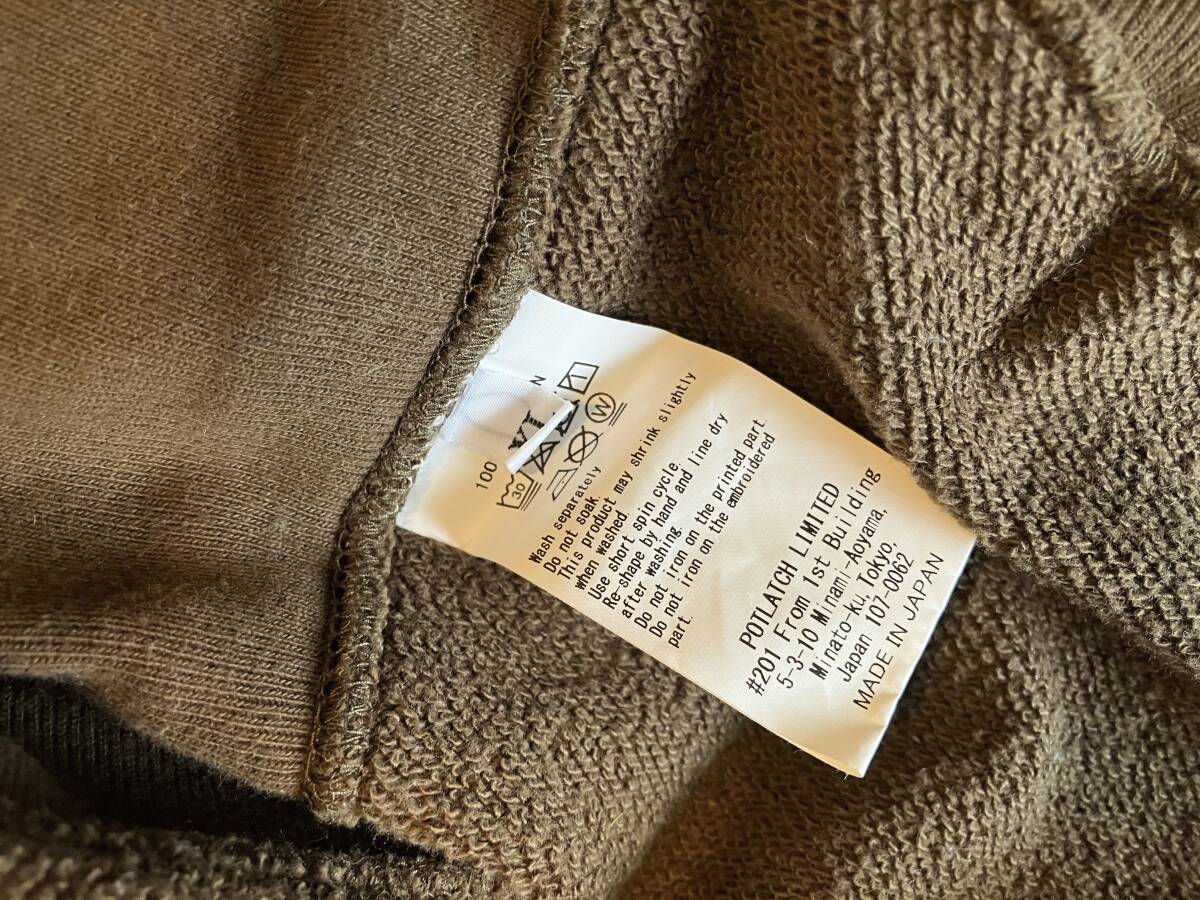 100
30
W
Wash separately
Do not soak.
This product may shrink slightly
when washed.
Use short spin cycle.
Re-shape by hand and line dry
after washing.
Do not iron on the printed part.
Do not iron on the embroidered
part.
POTLATCH LIMITED
#201 From 1st Building
5-3-10 Minami-Aoyama,
Minato-ku, Tokyo,
Japan 107-0062
MADE IN JAPAN